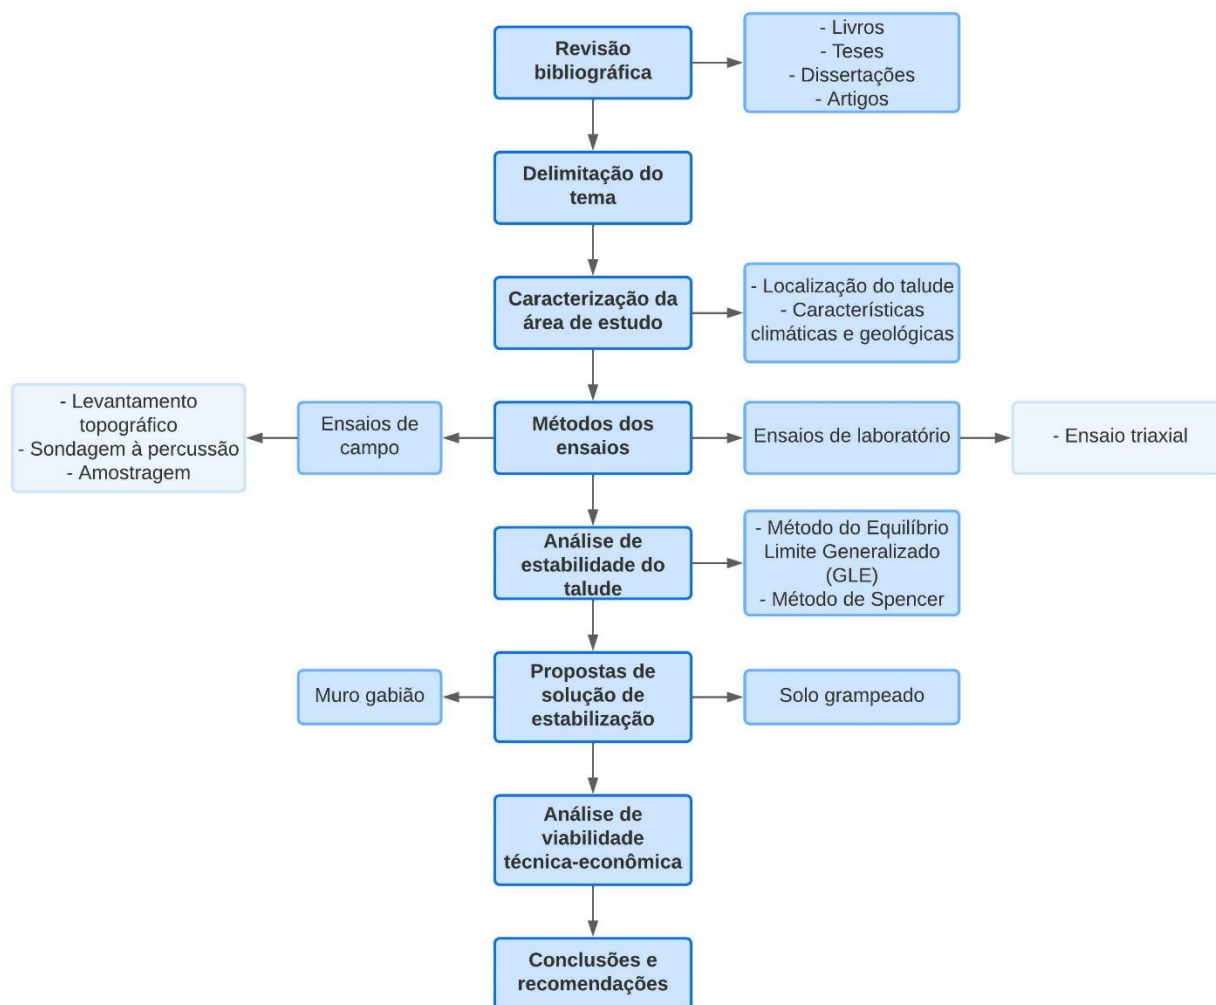 Revisão
bibliográfica
- Livros
- Teses
- Dissertações
- Artigos
Delimitação do
tema
Caracterização da
área de estudo
- Localização do talude
- Características
climáticas e geológicas
- Levantamento
topográfico
- Sondagem à percussão
- Amostragem
Ensaios de
campo
Métodos dos
ensaios
Ensaios de laboratório
- Ensaio triaxial
Análise de
estabilidade do
talude
- Método do Equilíbrio
Limite Generalizado
(GLE)
- Método de Spencer
Muro gabião
Propostas de
solução de
estabilização
Solo grampeado
Análise de
viabilidade
técnica-econômica
Conclusões e
recomendações